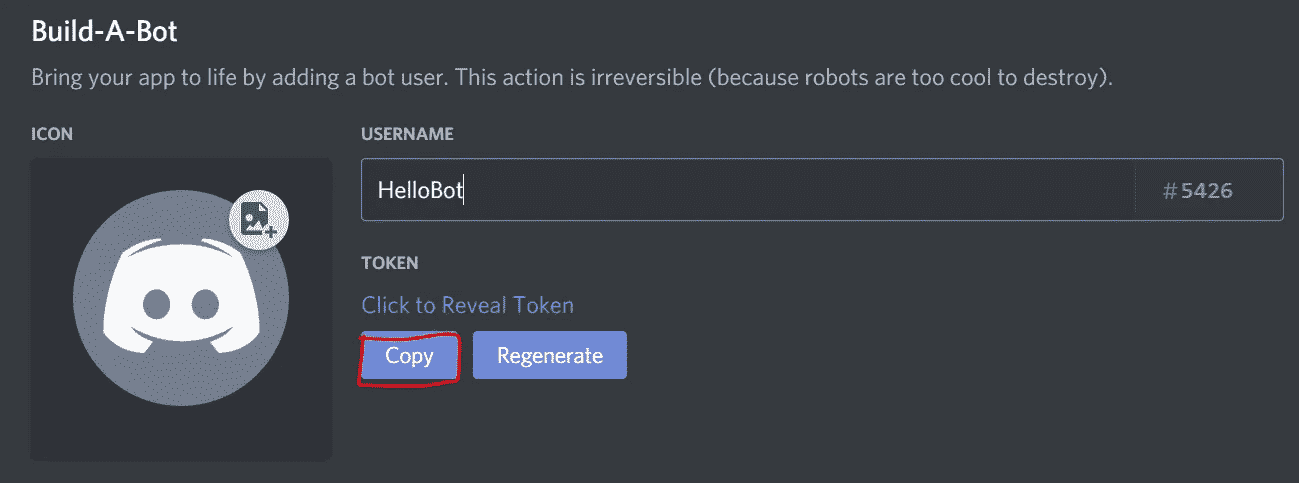 Build-A-Bot
Bring your app to life by adding a bot user. This action is irreversible (because robots are too cool to destroy).
ICON
USERNAME
HelloBot
#5426
TOKEN
Click to Reveal Token
Copy
Regenerate